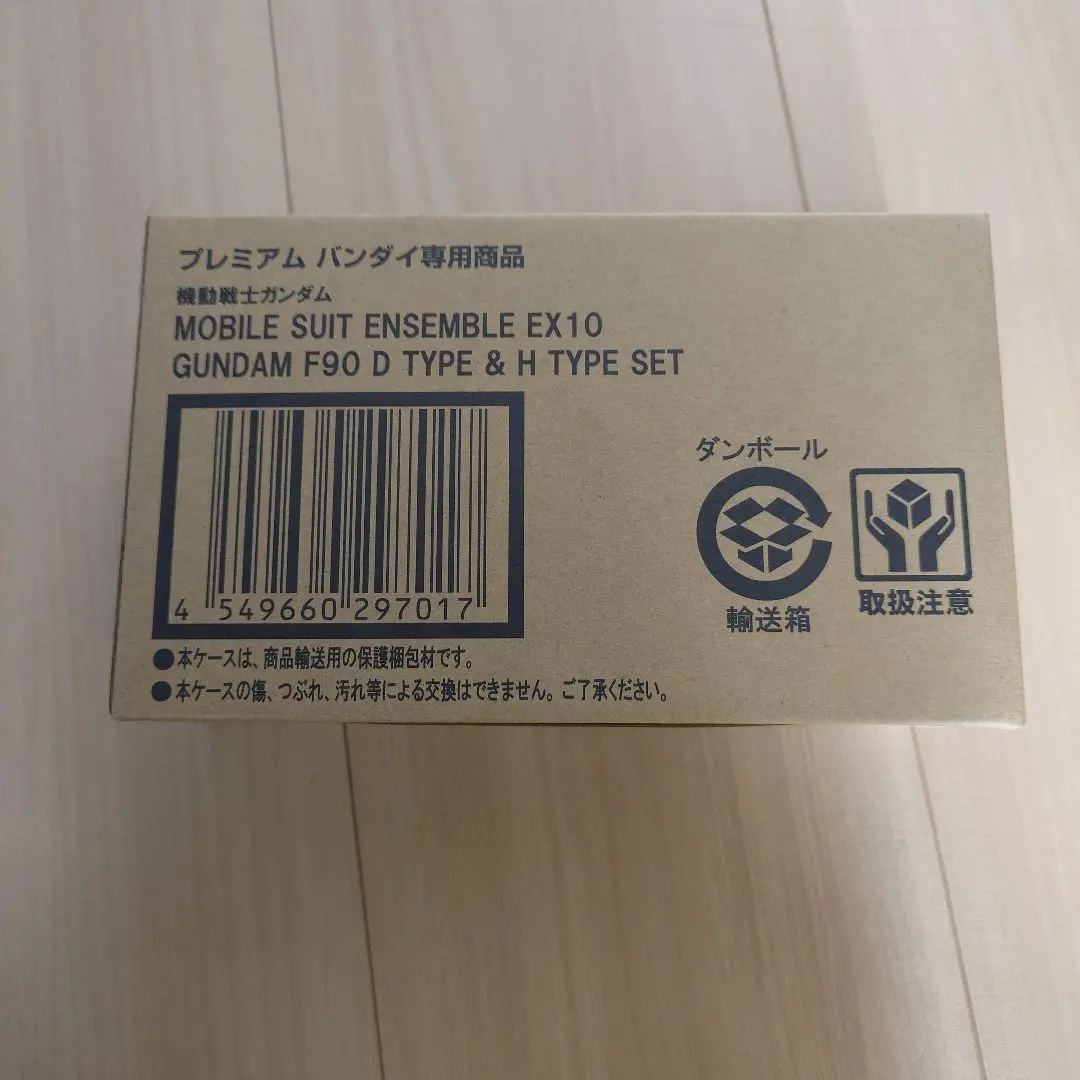 プレミアム バンダイ専用商品
機動戦士ガンダム
MOBILE SUIT ENSEMBLE EX10
GUNDAM F90 D TYPE & H TYPE SET
4 549660 297017
ダンボール
輸送箱
取扱注意
●本ケースは、商品輸送用の保護梱包材です。
●本ケースの傷、つぶれ、汚れ等による交換はできません。ご了承ください。